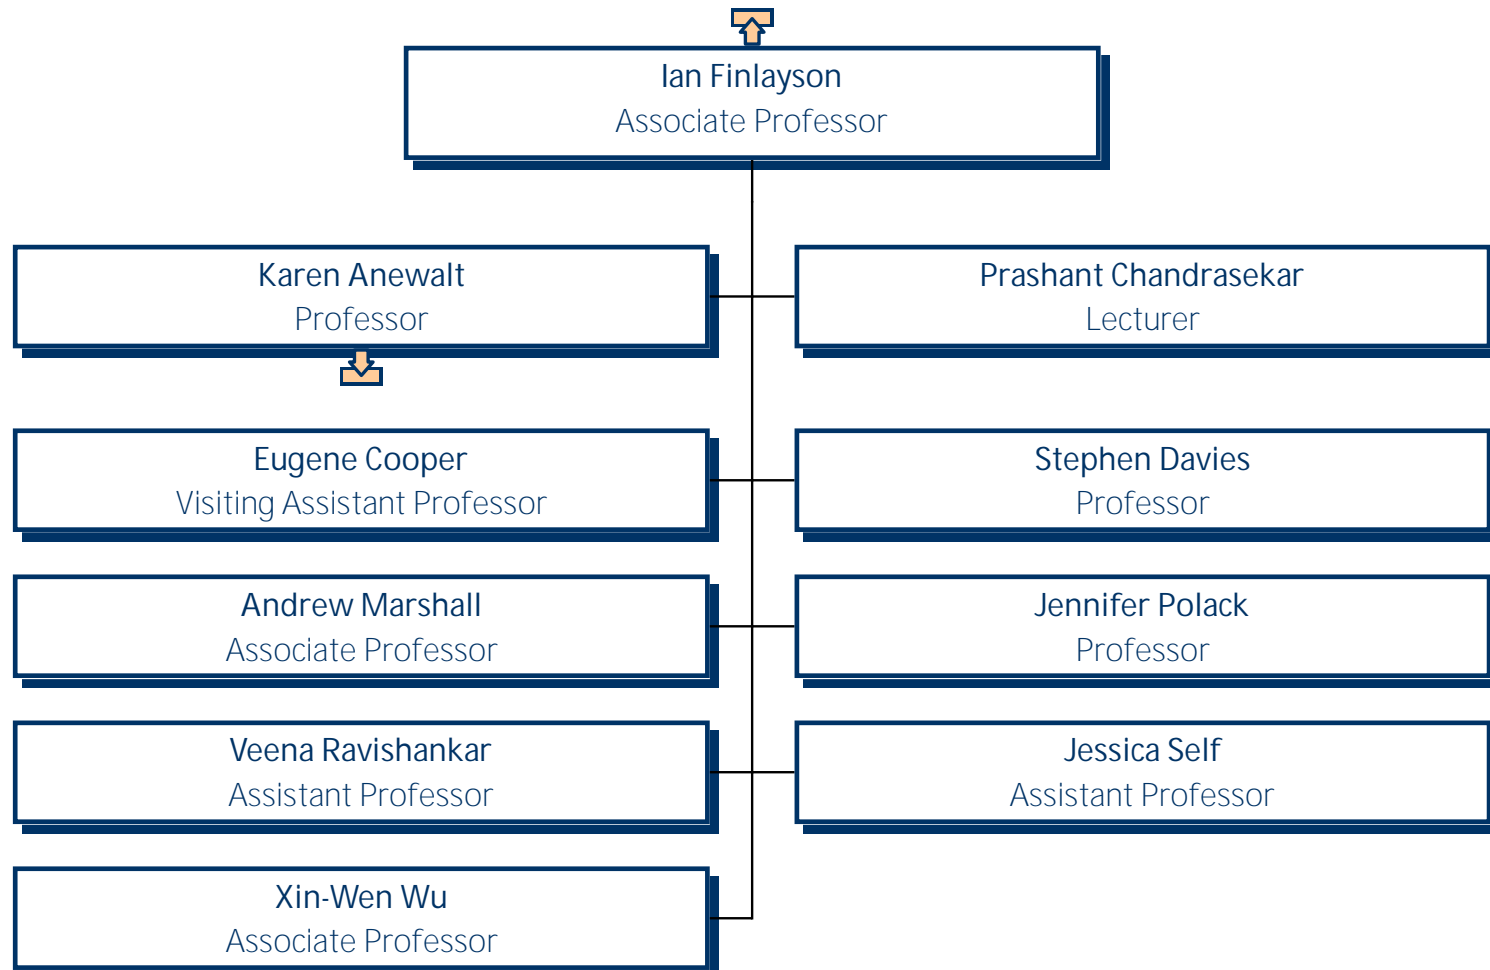 Ian Finlayson
Associate Professor
Karen Anewalt
Professor
Prashant Chandrasekar
Lecturer
Eugene Cooper
Visiting Assistant Professor
Stephen Davies
Professor
Andrew Marshall
Associate Professor
Jennifer Polack
Professor
Veena Ravishankar
Assistant Professor
Jessica Self
Assistant Professor
Xin-Wen Wu
Associate Professor